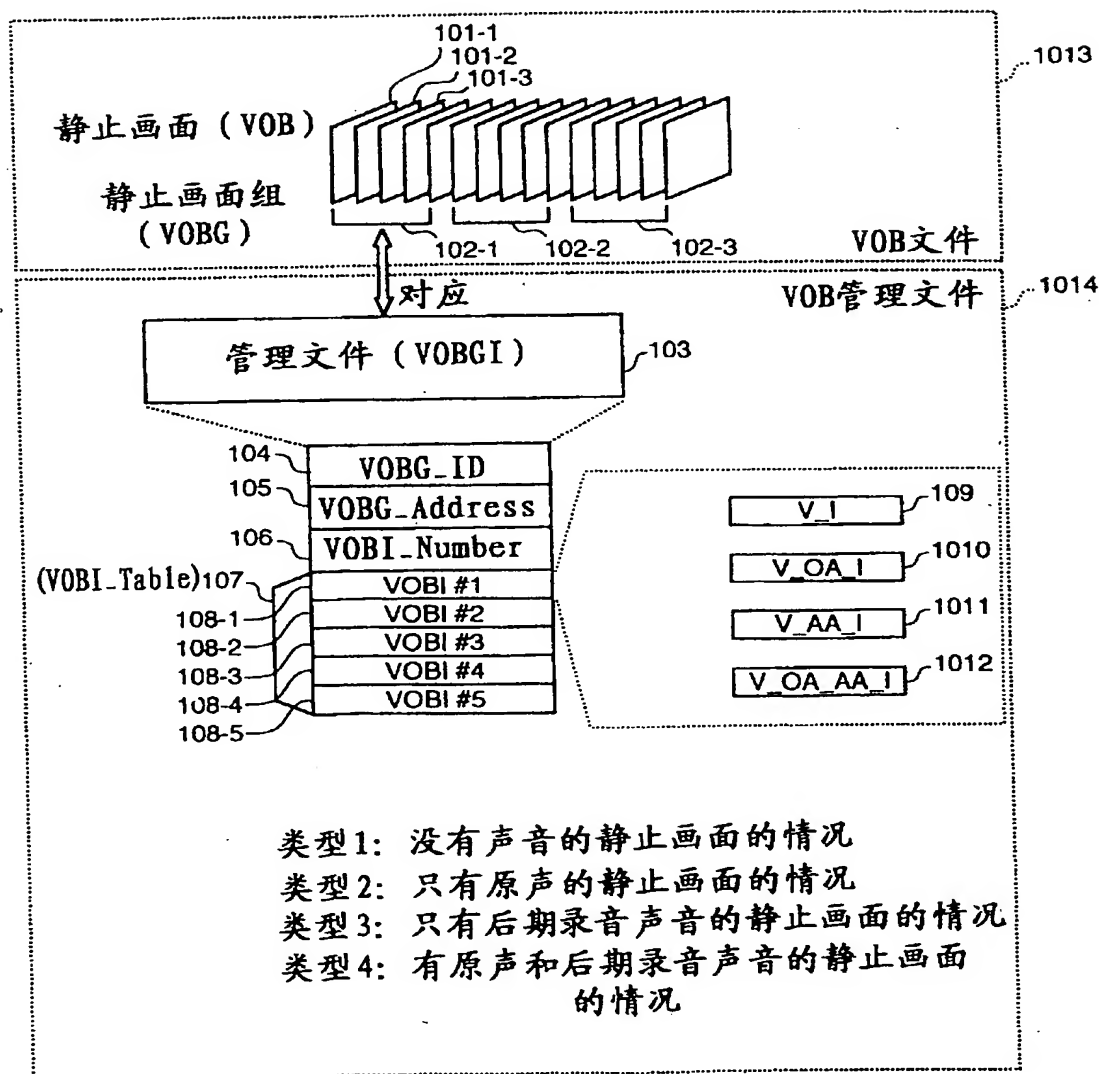 101-1
101-2
101-3
1013
静止画面（VOB）
静止画面组
（VOBG）
102-1
102-2
102-3
VOB文件
对应
VOB管理文件
1014
管理文件（VOBGI）
103
104
VOBG_ID
105
VOBG_Address
106
VOBI_Number
(VOBI_Table)107
VOBI #1
108-1
VOBI #2
108-2
VOBI #3
108-3
VOBI #4
108-4
VOBI #5
108-5
V_I
109
V_OA_I
1010
V_AA_I
1011
V_OA_AA_I
1012
类型1：没有声音的静止画面的情况
类型2：只有原声的静止画面的情况
类型3：只有后期录音声音的静止画面的情况
类型4：有原声和后期录音声音的静止画面
的情况